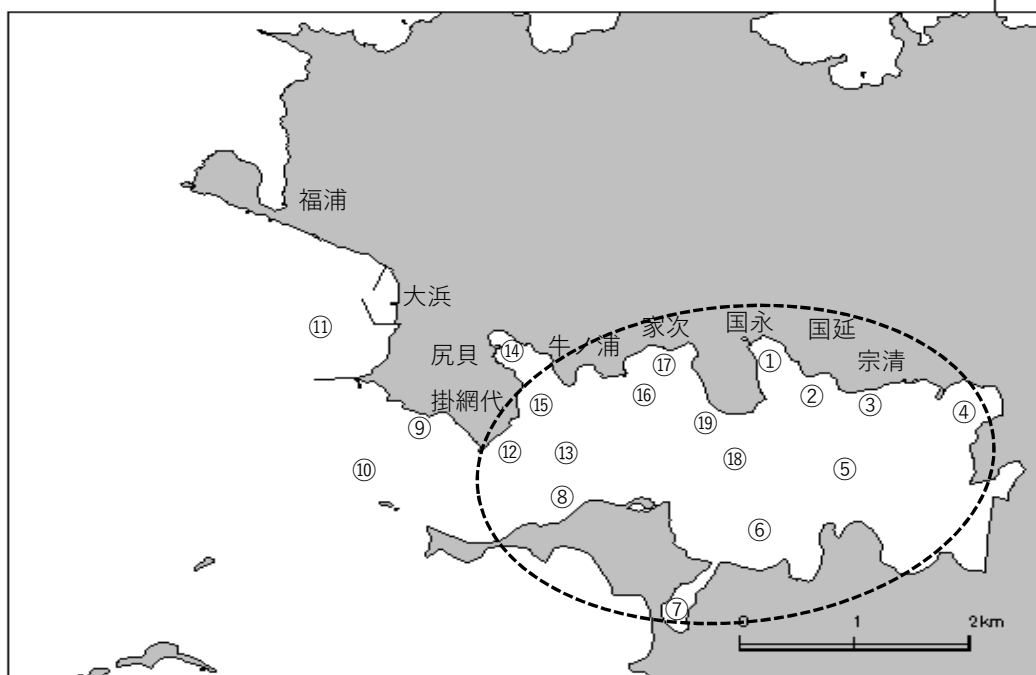 福浦
大浜
⑪
尻貝
⑭
牛ノ浦
家次
国永
国延
宗清
⑰
①
掛網代
⑮
⑯
②
③
④
⑨
⑲
⑫
⑬
⑱
⑩
⑤
⑧
⑥
⑦
0 1 2km